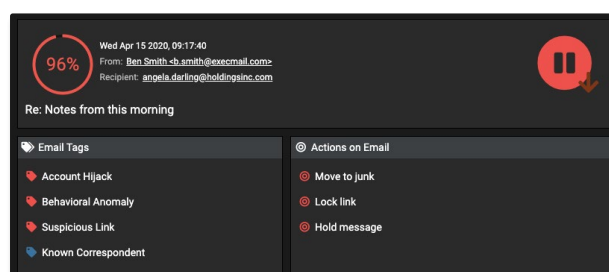 Wed Apr 15 2020, 09:17:40
96%
From: Ben Smith <b.smith@execmail.com>
Recipient: angela.darling@holdingsinc.com
Re: Notes from this morning
Email Tags
Account Hijack
Behavioral Anomaly
Suspicious Link
Known Correspondent
Actions on Email
Move to junk
Lock link
Hold message